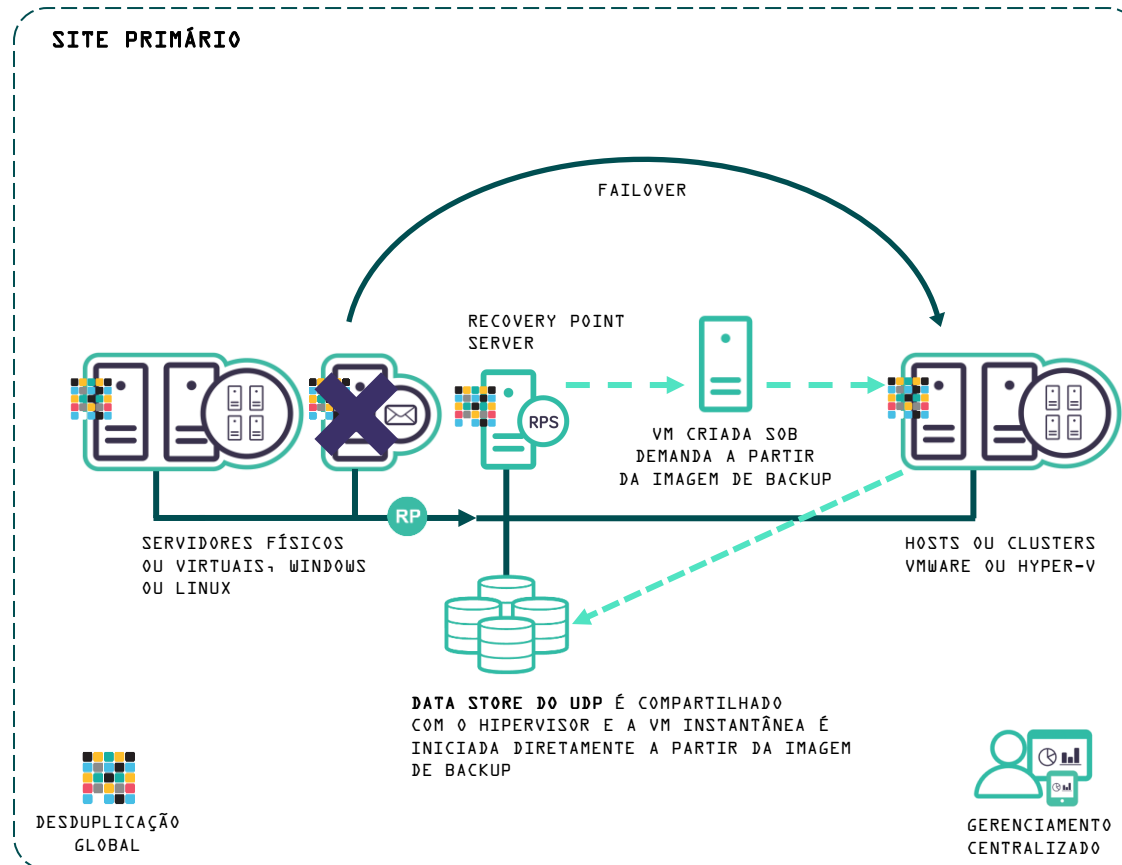 SITE PRIMÁRIO
FAILOVER
RECOVERY POINT
SERVER
RPS
VM CRIADA SOB
DEMANDA A PARTIR
DA IMAGEM DE BACKUP
RP
SERVIDORES FÍSICOS
OU VIRTUAIS, WINDOWS
OU LINUX
HOSTS OU CLUSTERS
VMWARE OU HYPER-V
DATA STORE DO UDP É COMPARTILHADO
COM O HIPERVISOR E A VM INSTANTÂNEA É
INICIADA DIRETAMENTE A PARTIR DA IMAGEM
DE BACKUP
DESDUPLICAÇÃO
GLOBAL
GERENCIAMENTO
CENTRALIZADO